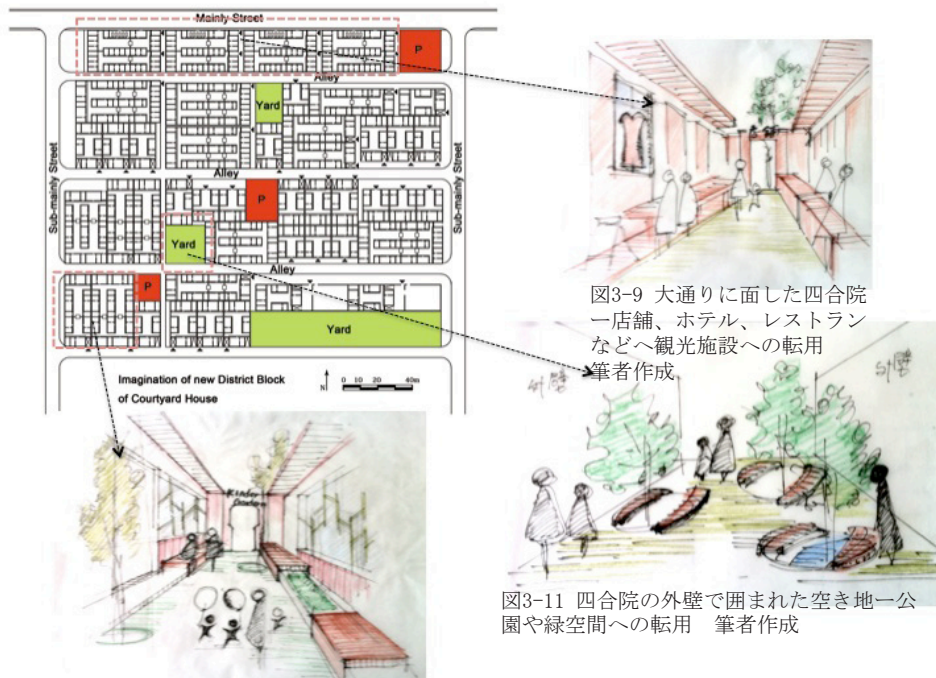 Mainly Street
P
Alley
Yard
Sub-mainly Street
Sub-mainly Street
Alley
P
Yard
Alley
P
Yard
Imagination of new District Block
of Courtyard House
N
0 10 20 40m
図3-9 大通りに面した四合院
ー店舗、ホテル、レストラン
などへ観光施設への転用
筆者作成
外壁
外壁
Kinder
Garden
図3-11 四合院の外壁で囲まれた空き地ー公
園や緑空間への転用 筆者作成